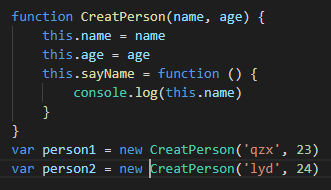 function CreatPerson(name, age) {
    this.name = name
    this.age = age
    this.sayName = function () {
        console.log(this.name)
    }
}
var person1 = new CreatPerson('qzx', 23)
var person2 = new CreatPerson('lyd', 24)